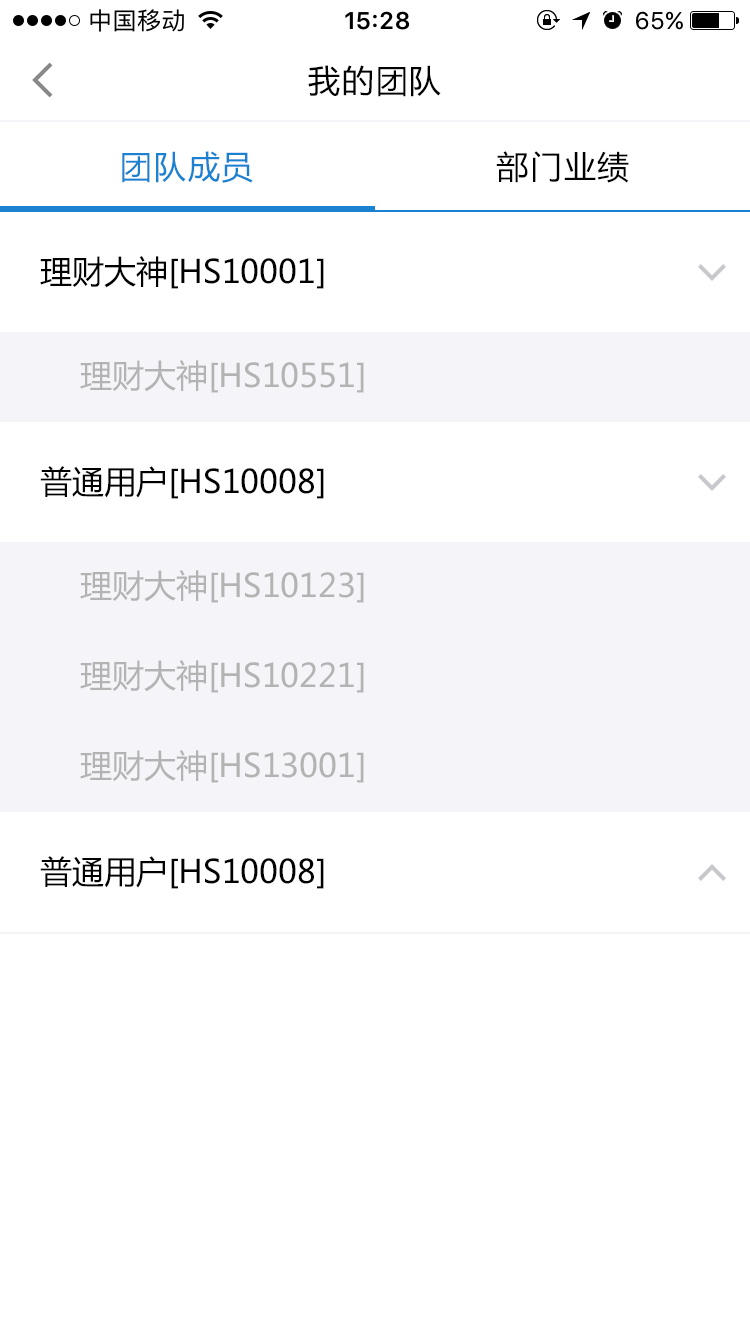 中国移动 15:28 65%
我的团队
团队成员 部门业绩
理财大神[HS10001]
理财大神[HS10551]
普通用户[HS10008]
理财大神[HS10123]
理财大神[HS10221]
理财大神[HS13001]
普通用户[HS10008]